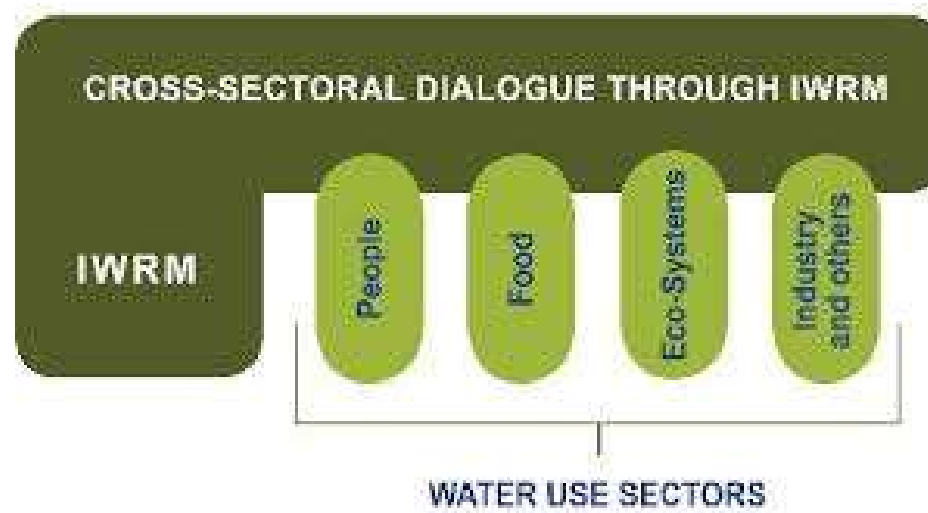 CROSS-SECTORAL DIALOGUE THROUGH IWRM
IWRM
People
Food
Eco-Systems
Industry
and others
WATER USE SECTORS